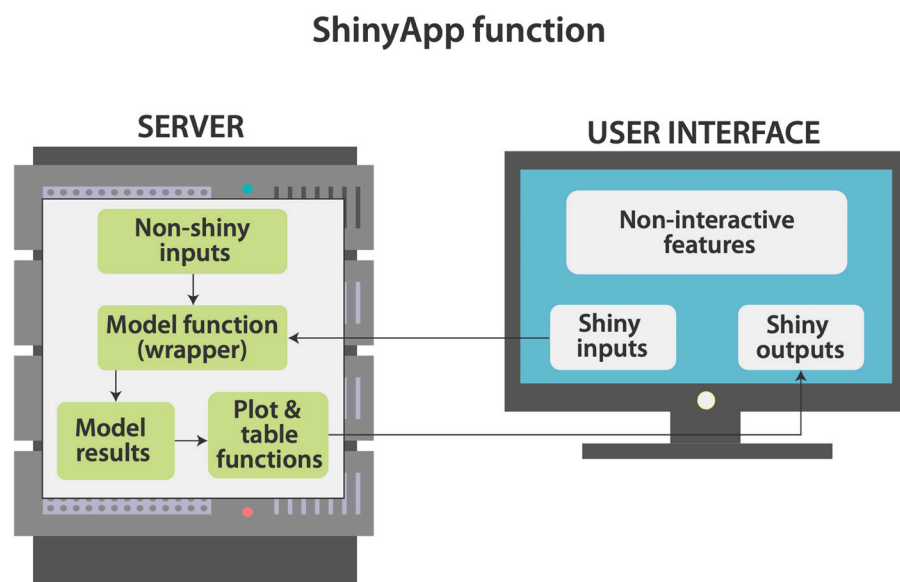 ShinyApp function
SERVER
Non-shiny
inputs
Model function
(wrapper)
Model
results
Plot &
table
functions
USER INTERFACE
Non-interactive
features
Shiny
inputs
Shiny
outputs